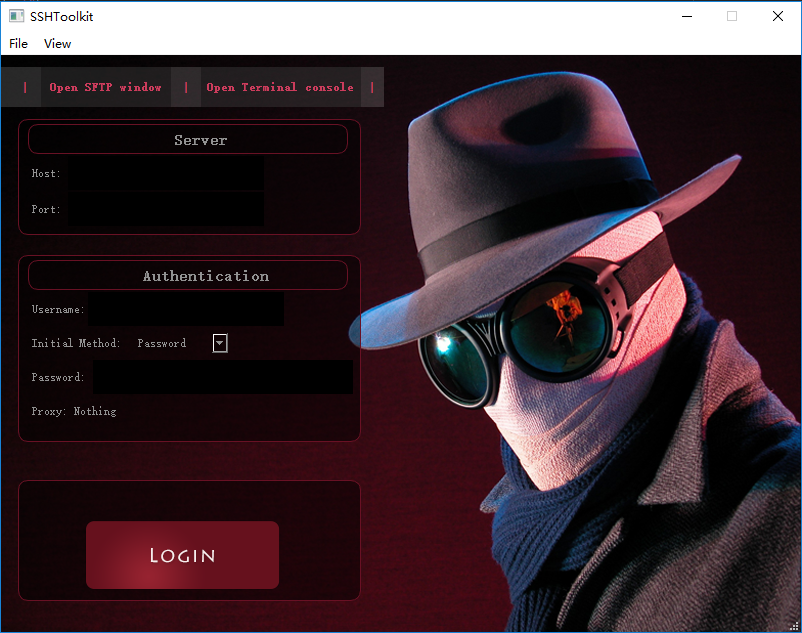 SSHToolkit
File View
| Open SFTP window | Open Terminal console |
Server
Host:
Port:
Authentication
Username:
Initial Method: Password
Password:
Proxy: Nothing
Login